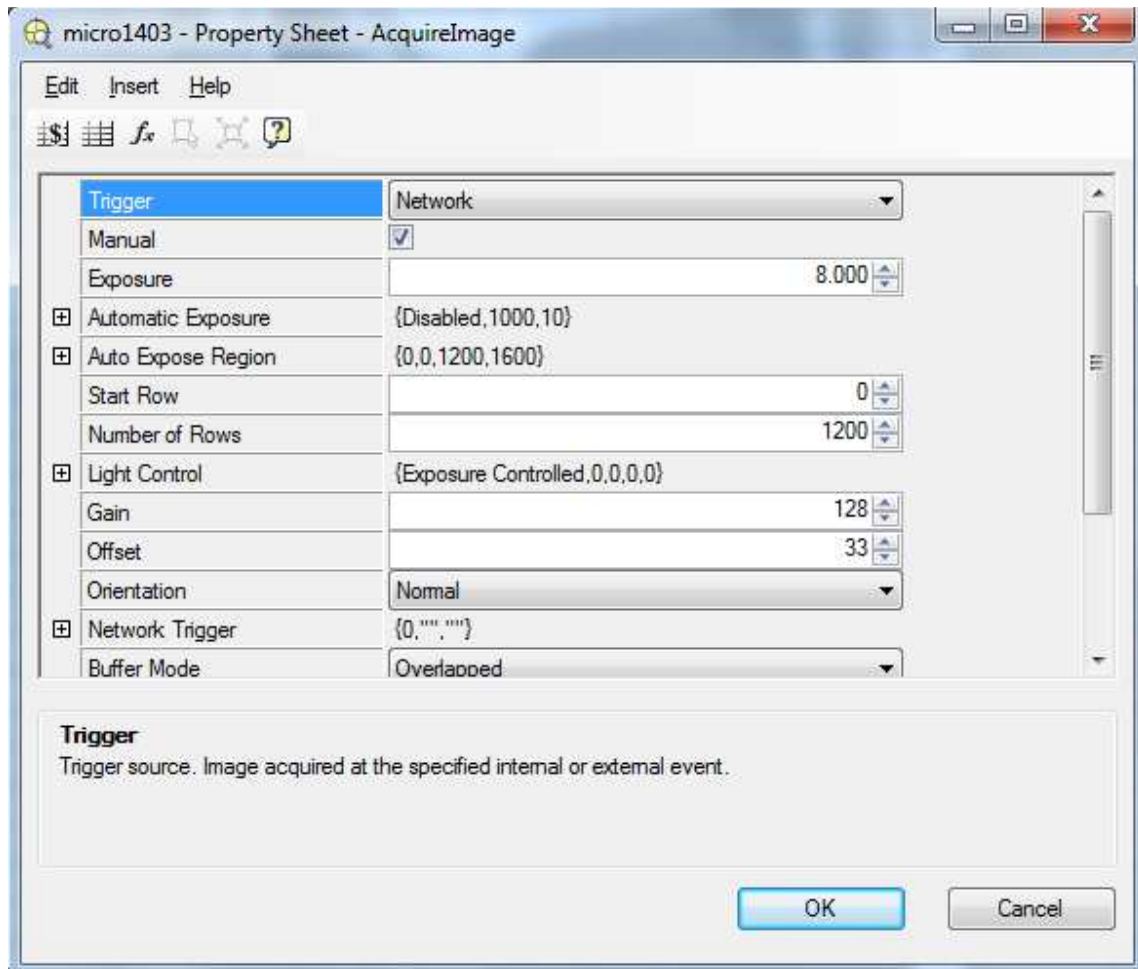 micro1403 - Property Sheet - AcquireImage
Edit Insert Help
Trigger Network
Manual
Exposure 8.000
Automatic Exposure {Disabled,1000,10}
Auto Expose Region {0,0,1200,1600}
Start Row 0
Number of Rows 1200
Light Control {Exposure Controlled,0,0,0,0}
Gain 128
Offset 33
Orientation Normal
Network Trigger {0,"",""}
Buffer Mode Overlapped
Trigger
Trigger source. Image acquired at the specified internal or external event.
OK Cancel